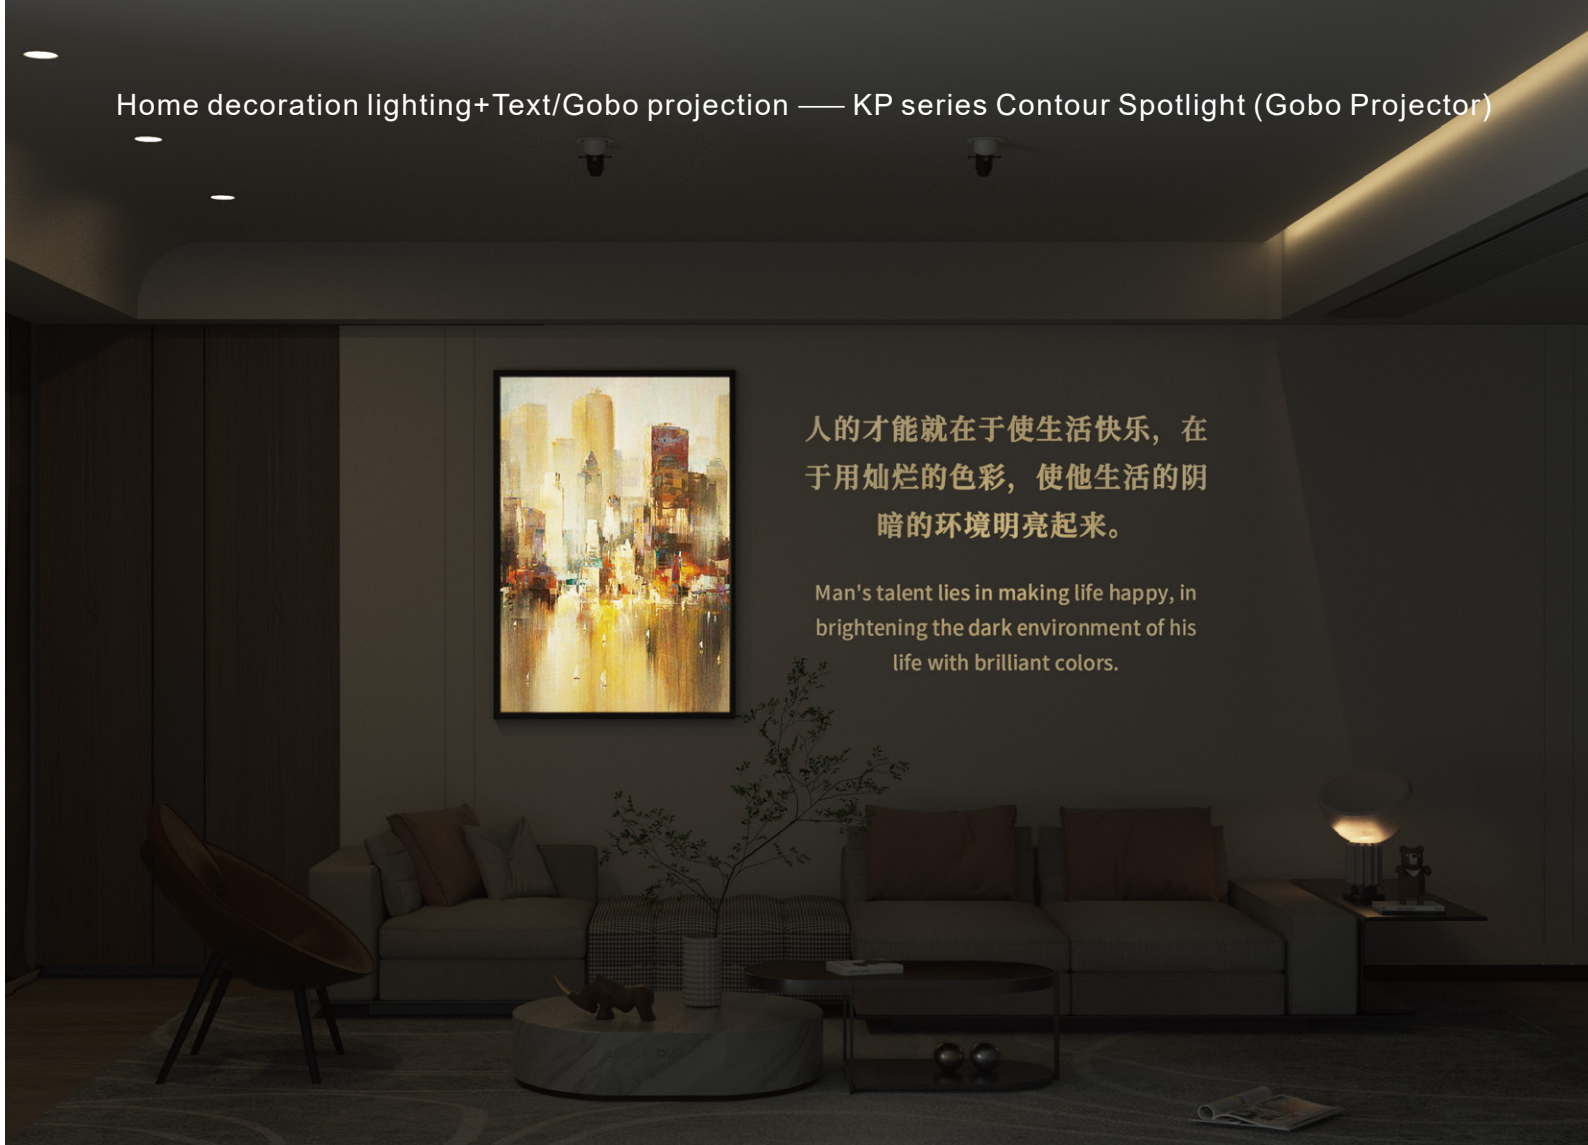 Home decoration lighting+Text/Gobo projection —— KP series Contour Spotlight (Gobo Projector)
人的才能就在于使生活快乐，在
于用灿烂的色彩，使他生活的阴
暗的环境明亮起来。
Man's talent lies in making life happy, in
brightening the dark environment of his
life with brilliant colors.